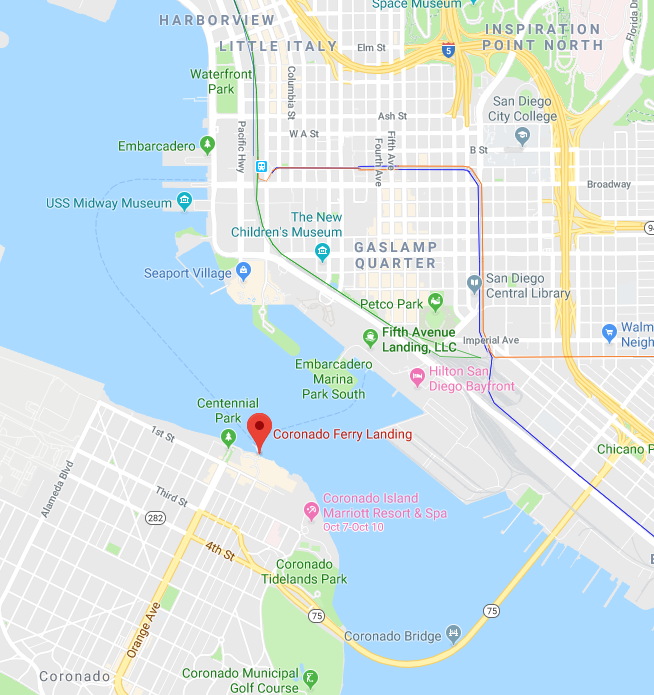 Space Museum
HARBORVIEW
INSPIRATION
POINT NORTH
LITTLE ITALY
Elm St
5
Florida Dr
Waterfront
Park
Columbia St
San Diego
City College
Ash St
Pacific Hwy
W A St
Fifth Ave
Fourth Ave
Embarcadero
B St
Broadway
USS Midway Museum
The New
Children's Museum
94
GASLAMP
QUARTER
Seaport Village
San Diego
Central Library
Petco Park
Fifth Avenue
Landing, LLC
Imperial Ave
Walm
Neigh
Embarcadero
Marina
Park South
Hilton San
Diego Bayfront
Centennial
Park
Coronado Ferry Landing
1st St
Chicano P
Alameda Blvd
Third St
282
Coronado Island
Marriott Resort & Spa
Oct 7-Oct 10
4th St
Coronado
Tidelands Park
75
75
Orange Ave
Coronado Bridge
Coronado
Coronado Municipal
Golf Course